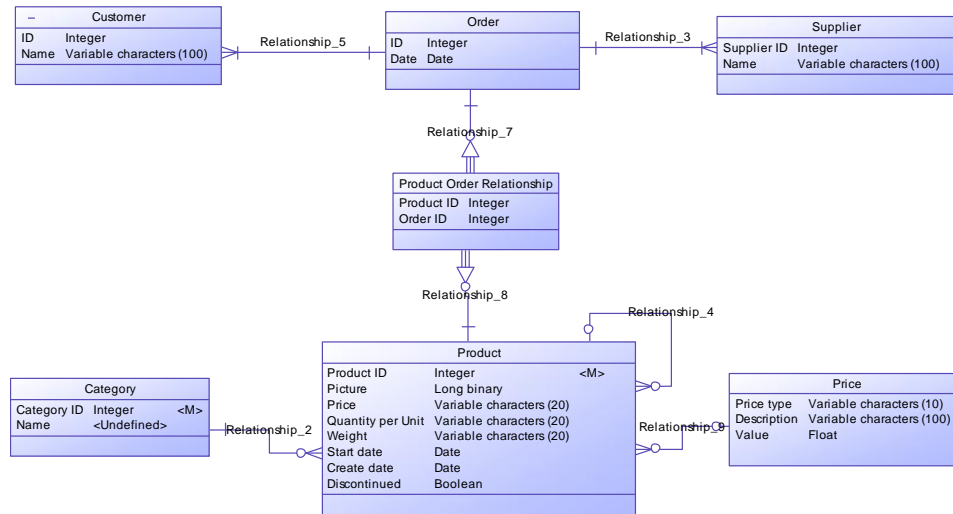 Customer
ID Integer
Name Variable characters (100)
Relationship_5
Order
ID Integer
Date Date
Relationship_3
Supplier
Supplier ID Integer
Name Variable characters (100)
Relationship_7
Product Order Relationship
Product ID Integer
Order ID Integer
Relationship_8
Relationship_4
Product
Product ID Integer <M>
Picture Long binary
Price Variable characters (20)
Quantity per Unit Variable characters (20)
Weight Variable characters (20)
Start date Date
Create date Date
Discontinued Boolean
Category
Category ID Integer <M>
Name <Undefined>
Relationship_2
Relationship_9
Price
Price type Variable characters (10)
Description Variable characters (100)
Value Float